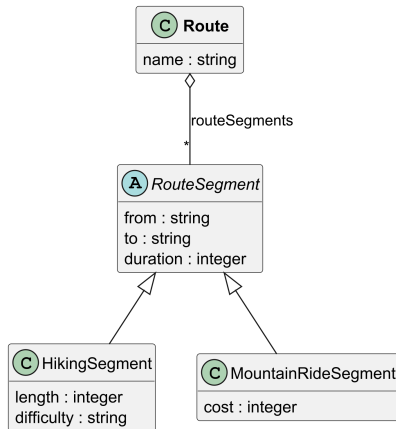 C Route
name : string
routeSegments
*
A RouteSegment
from : string
to : string
duration : integer
C HikingSegment
length : integer
difficulty : string
C MountainRideSegment
cost : integer